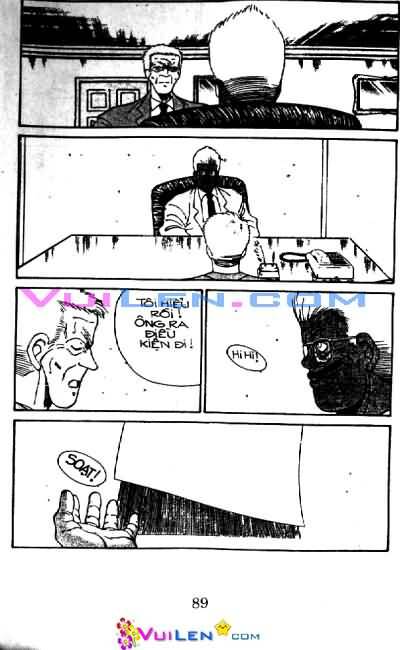 VuiLen.com
TÔI HIỂU
RỒI!
ÔNG RA
ĐIỀU
KIỆN ĐI!
HI HI!
SOẠT!
89
VuiLen.com